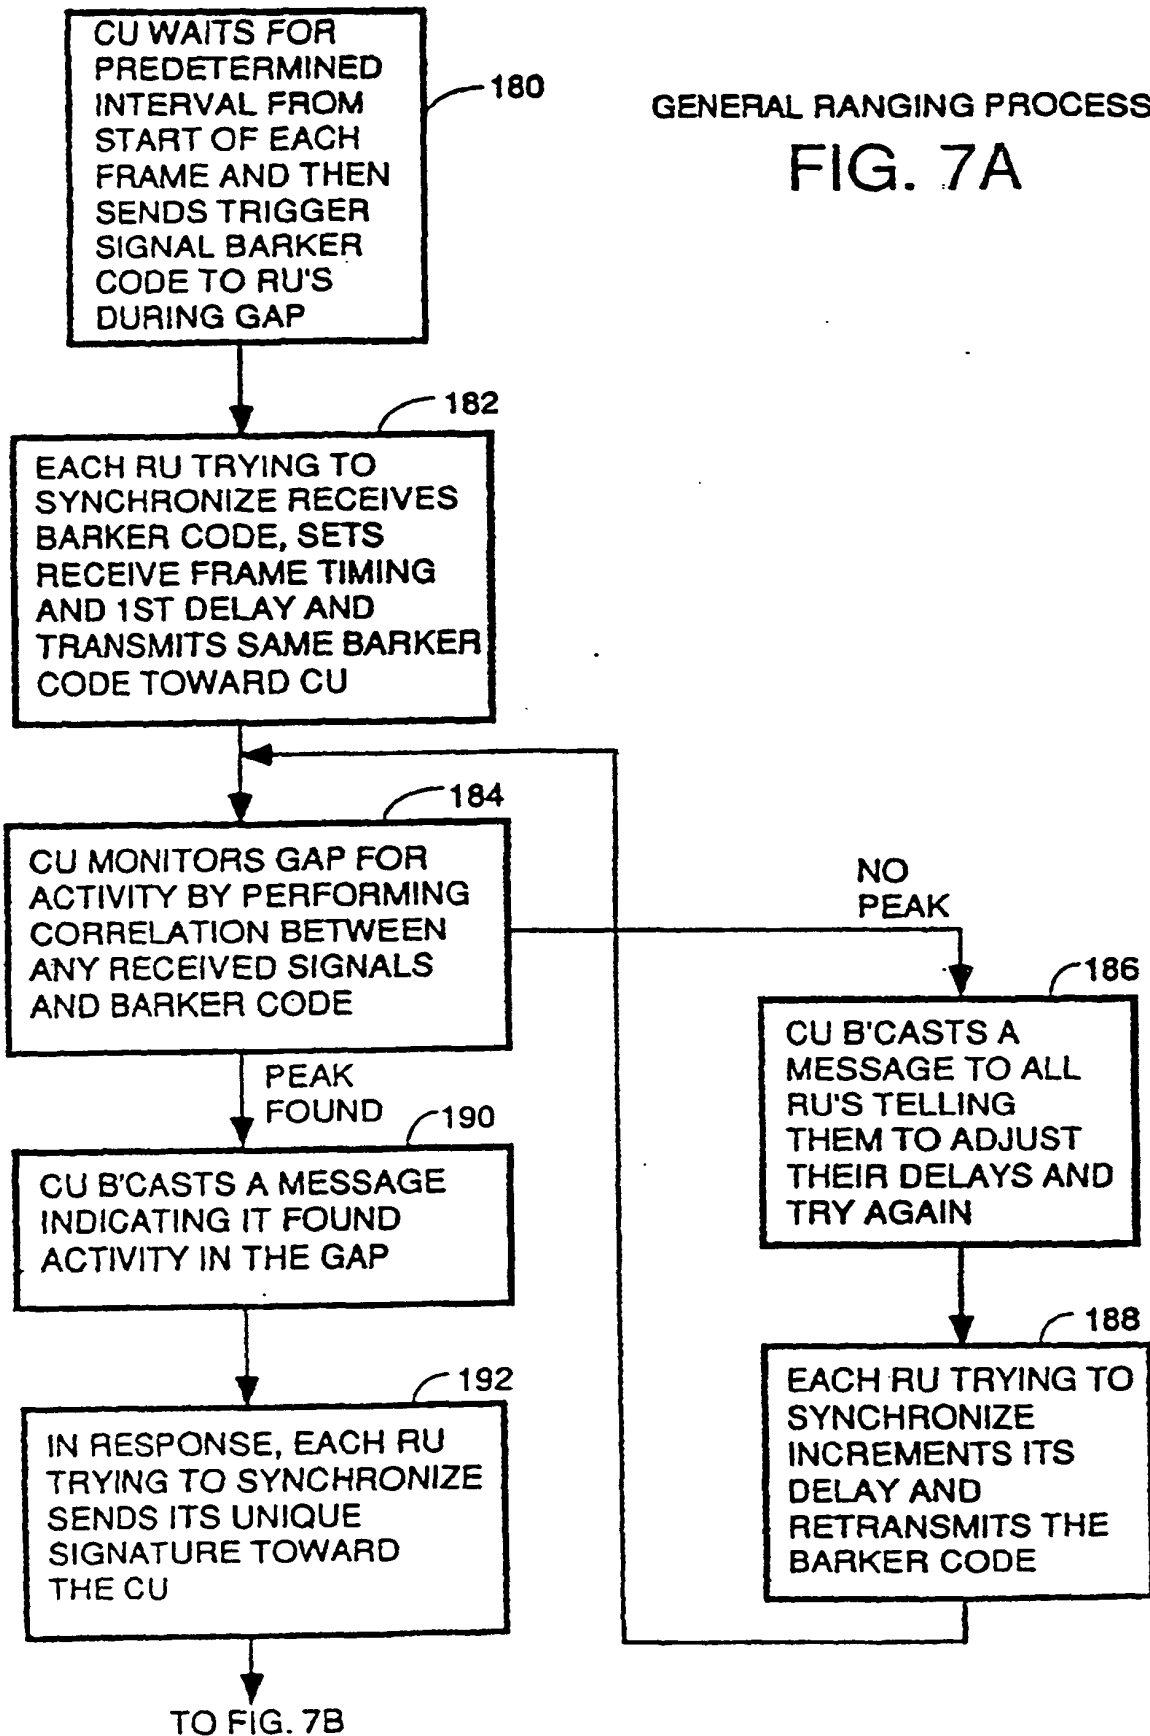 CU WAITS FOR
PREDETERMINED
INTERVAL FROM
START OF EACH
FRAME AND THEN
SENDS TRIGGER
SIGNAL BARKER
CODE TO RU'S
DURING GAP
180
GENERAL RANGING PROCESS
FIG. 7A
182
EACH RU TRYING TO
SYNCHRONIZE RECEIVES
BARKER CODE, SETS
RECEIVE FRAME TIMING
AND 1ST DELAY AND
TRANSMITS SAME BARKER
CODE TOWARD CU
184
CU MONITORS GAP FOR
ACTIVITY BY PERFORMING
CORRELATION BETWEEN
ANY RECEIVED SIGNALS
AND BARKER CODE
NO
PEAK
186
CU B'CASTS A
MESSAGE TO ALL
RU'S TELLING
THEM TO ADJUST
THEIR DELAYS AND
TRY AGAIN
PEAK
FOUND
190
CU B'CASTS A MESSAGE
INDICATING IT FOUND
ACTIVITY IN THE GAP
188
EACH RU TRYING TO
SYNCHRONIZE
INCREMENTS ITS
DELAY AND
RETRANSMITS THE
BARKER CODE
192
IN RESPONSE, EACH RU
TRYING TO SYNCHRONIZE
SENDS ITS UNIQUE
SIGNATURE TOWARD
THE CU
TO FIG. 7B